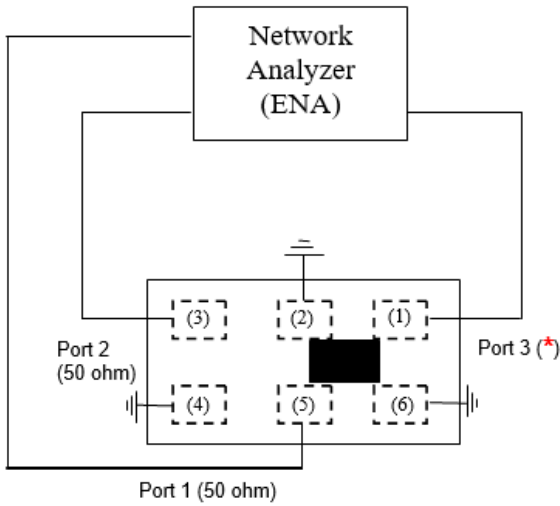 Network
Analyzer
(ENA)
(3)
(2)
(1)
Port 2
(50 ohm)
Port 3 (*)
(4)
(5)
(6)
Port 1 (50 ohm)